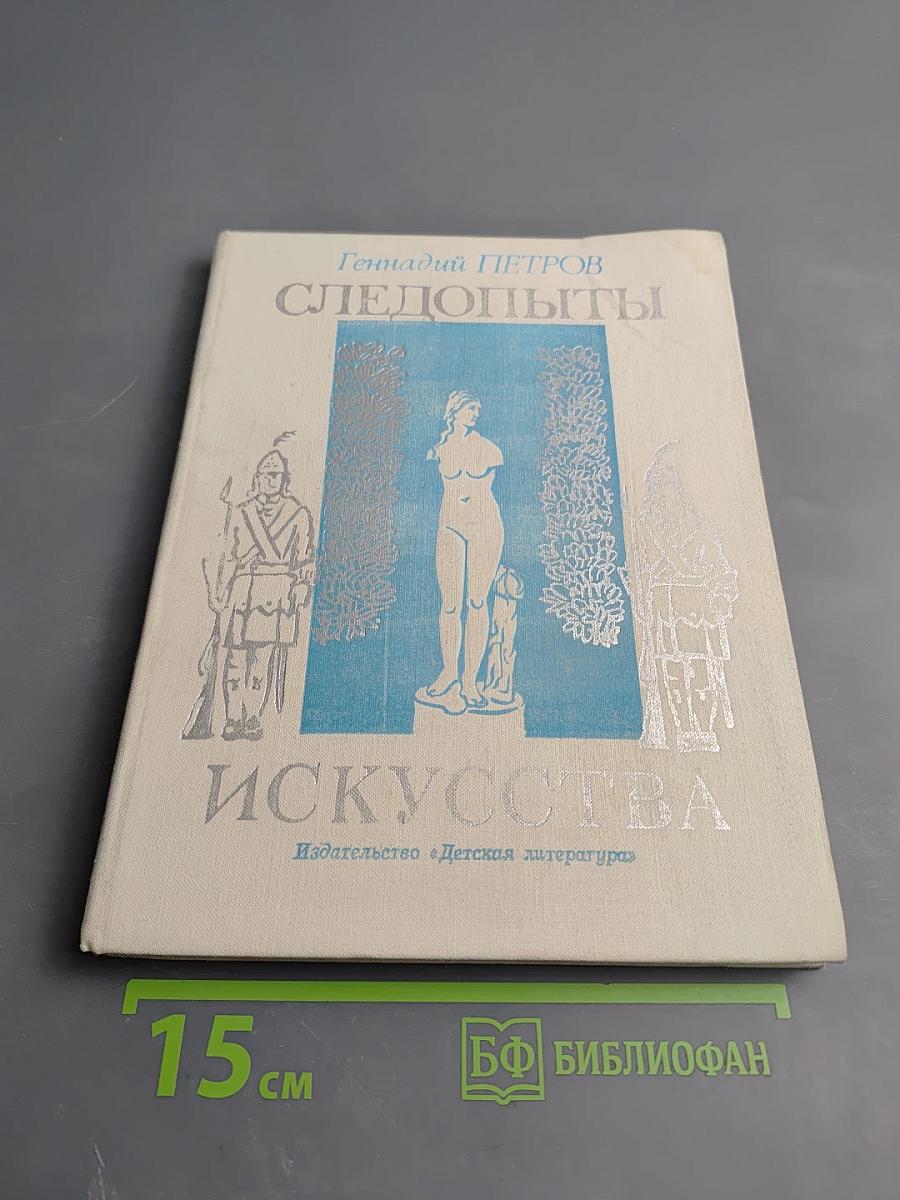 Геннадий ПЕТРОВ
СЛЕДОПЫТЫ
ИСКУССТВА
Издательство «Детская литература»
15 см
БФ БИБЛИОФАН